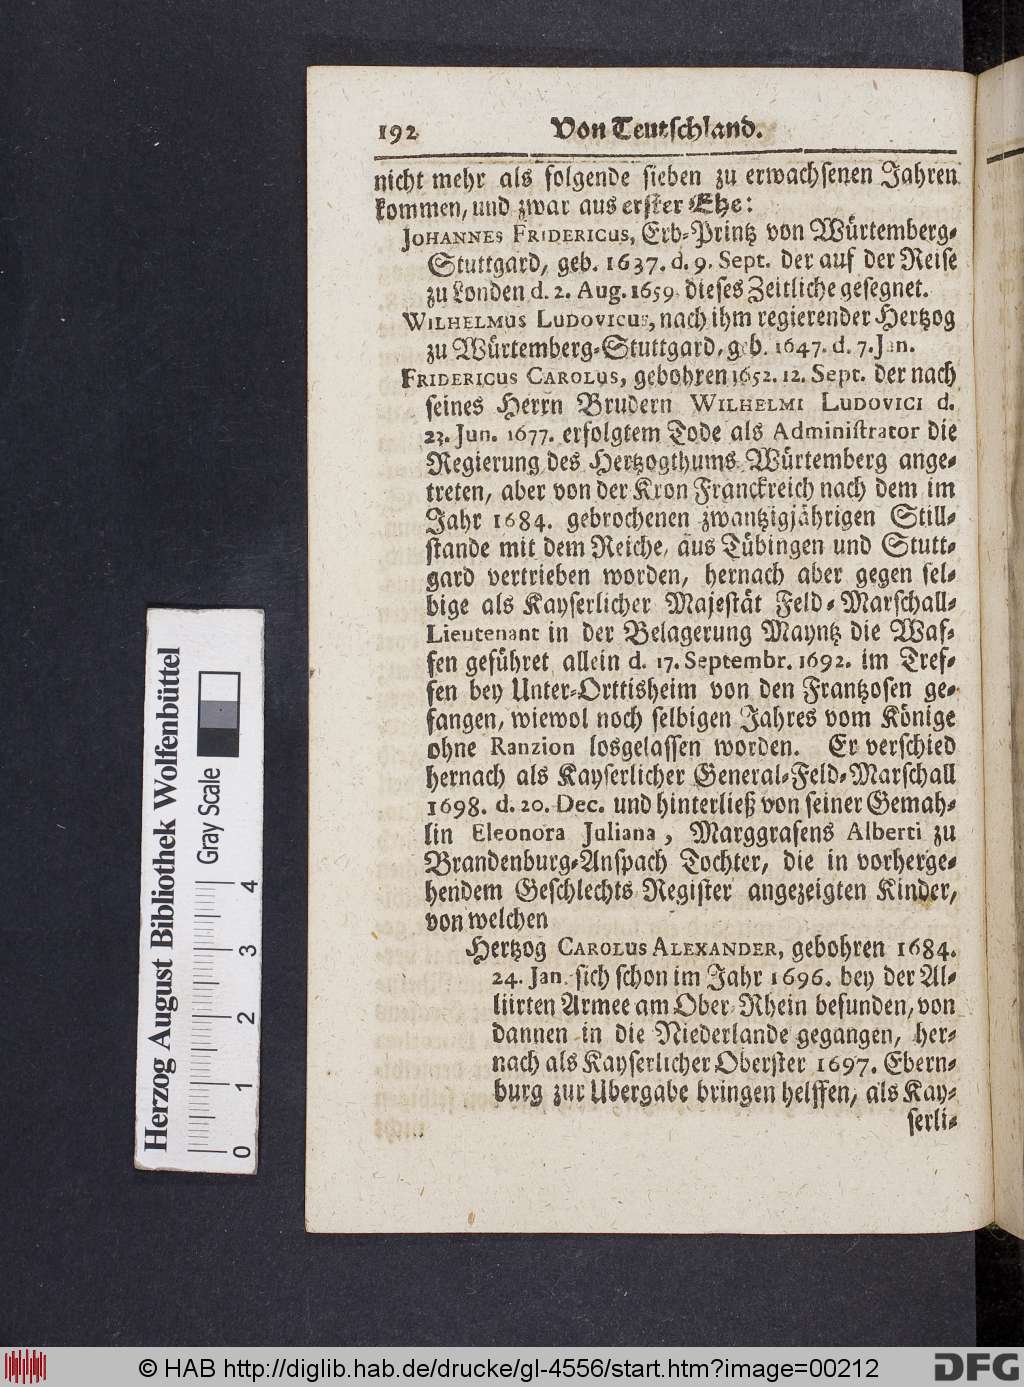 192 Von Teutschland.
nicht mehr als folgende sieben zu erwachsenen Jahren
kommen, und zwar aus erster Ehe:
JOHANNES FRIDERICUS, Erb-Printz von Würtemberg-
Stuttgard, geb. 1637. d. 9. Sept. der auf der Reise
zu Londen d. 2. Aug. 1659. dieses Zeitliche gesegnet.
WILHELMUS LUDOVICUS, nach ihm regierender Hertzog
zu Würtemberg-Stuttgard, geb. 1647. d. 7. Jan.
FRIDERICUS CAROLUS, gebohren 1652. 12. Sept. der nach
seines Herrn Brudern WILHELMI LUDOVICI d.
23. Jun. 1677. erfolgtem Tode als Administrator die
Regierung des Hertzogthums Würtemberg ange-
treten, aber von der Kron Franckreich nach dem im
Jahr 1684. gebrochenen zwantzigjährigen Still-
stande mit dem Reiche, aus Tübingen und Stutt-
gard vertrieben worden, hernach aber gegen sel-
bige als Kayserlicher Majestät Feld-Marschall-
Lieutenant in der Belagerung Mayntz die Waf-
fen geführet allein d. 17. Septembr. 1692. im Tref-
fen bey Unter-Orttisheim von den Frantzosen ge-
fangen, wiewol noch selbigen Jahres vom Könige
ohne Ranzion losgelassen worden. Er verschied
hernach als Kayserlicher General-Feld-Marschall
1698. d. 20. Dec. und hinterließ von seiner Gemah-
lin Eleonora Juliana, Marggrafens Alberti zu
Brandenburg-Anspach Tochter, die in vorherge-
hendem Geschlechts Register angezeigten Kinder,
von welchen
Hertzog CAROLUS ALEXANDER, gebohren 1684.
24. Jan. sich schon im Jahr 1696. bey der Al-
liirten Armee am Ober-Rhein befunden, von
dannen in die Niederlande gegangen, her-
nach als Kayserlicher Oberster 1697. Ebern-
burg zur Ubergabe bringen helffen, als Kay-
serli-
Herzog August Bibliothek Wolfenbüttel
Gray Scale
0 1 2 3 4
© HAB http://diglib.hab.de/drucke/gl-4556/start.htm?image=00212
DFG